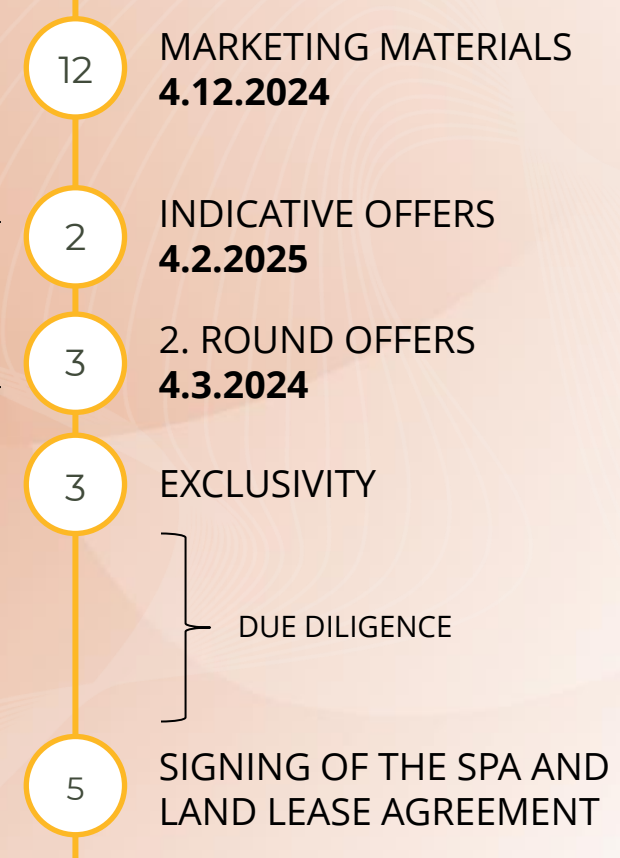 12
MARKETING MATERIALS
4.12.2024
2
INDICATIVE OFFERS
4.2.2025
3
2. ROUND OFFERS
4.3.2024
3
EXCLUSIVITY
DUE DILIGENCE
5
SIGNING OF THE SPA AND
LAND LEASE AGREEMENT